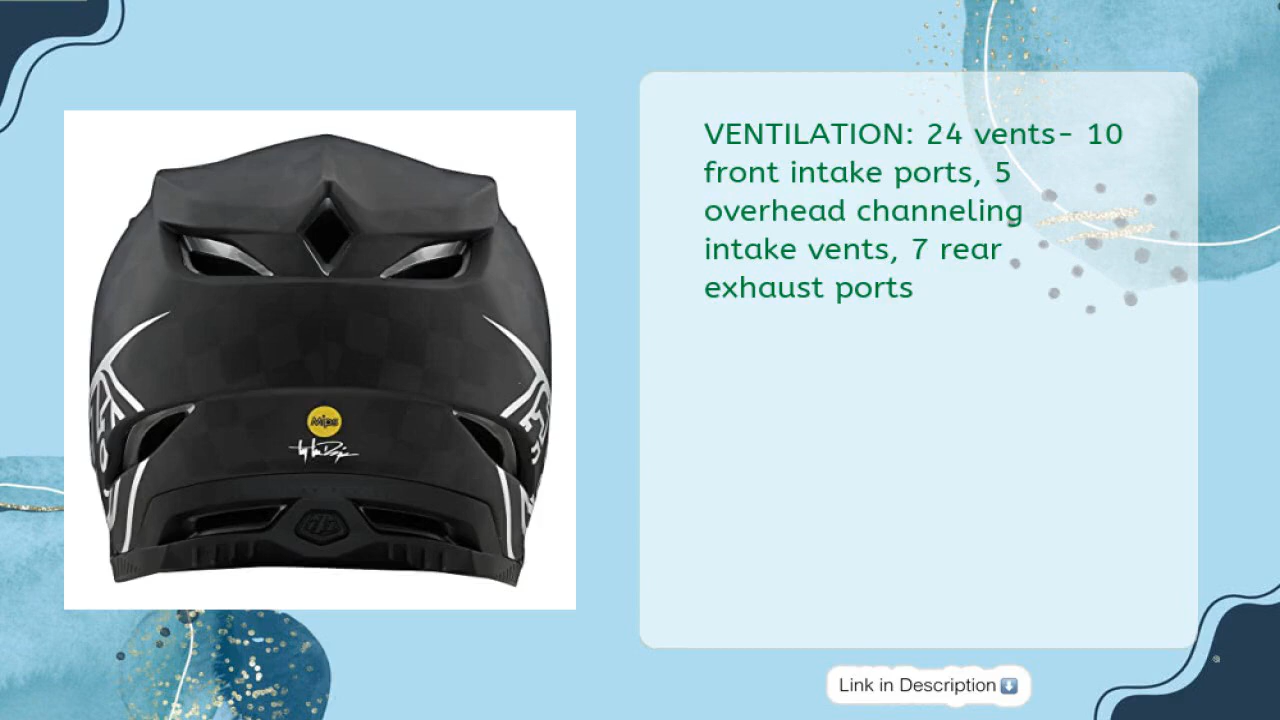 VENTILATION: 24 vents- 10
front intake ports, 5
overhead channeling
intake vents, 7 rear
exhaust ports
Mips
Link in Description